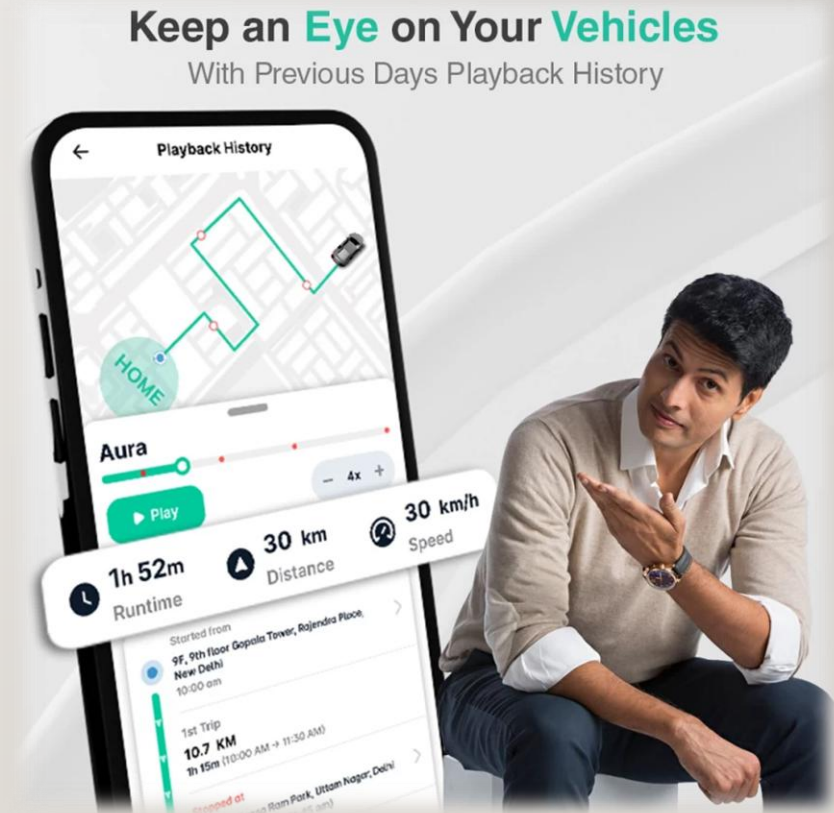 Keep an Eye on Your Vehicles
With Previous Days Playback History
Playback History
HOME
Aura
4x
Play
1h 52m
Runtime
30 km
Distance
30 km/h
Speed
Started from
9F, 9th floor Gopala Tower, Rajendra Place,
New Delhi
10:00 am
1st Trip
10.7 KM
1h 15m (10:00 AM → 11:30 AM)
Stopped at
Ram Park, Uttam Nagar, Delhi